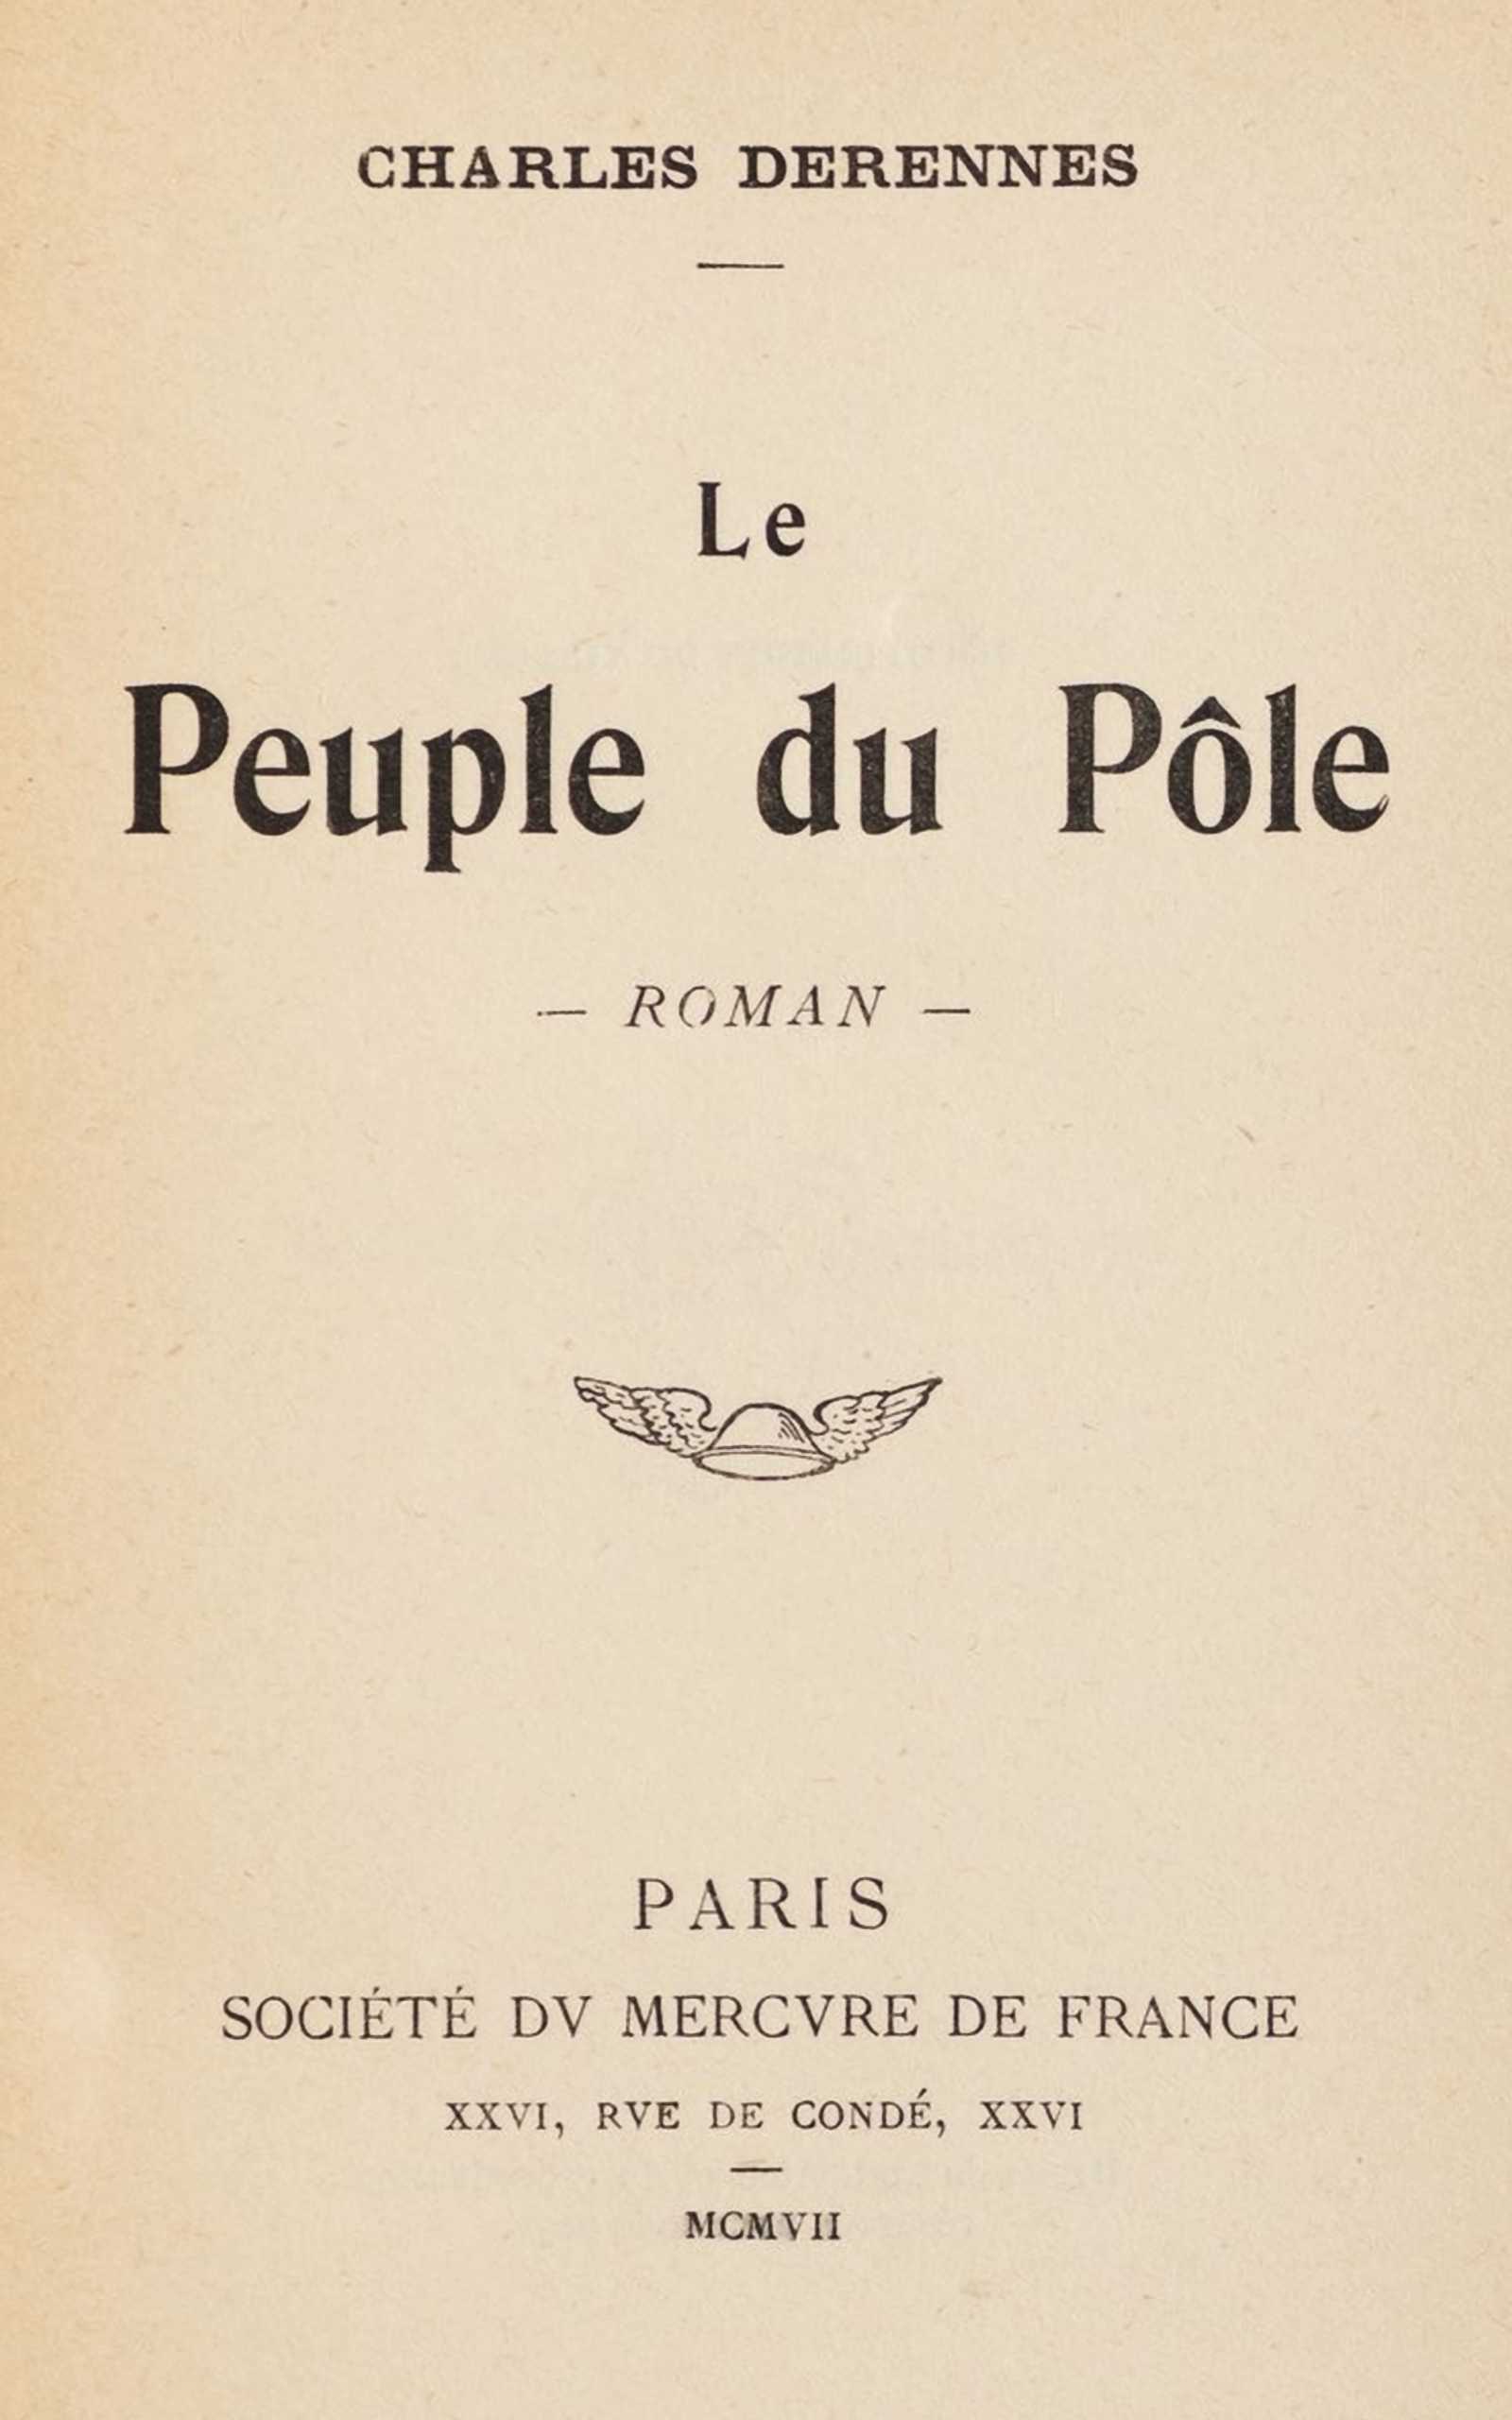 CHARLES DERENNES
Le
Peuple du Pôle
— ROMAN —
PARIS
SOCIÉTÉ DV MERCVRE DE FRANCE
XXVI, RVE DE CONDÉ, XXVI
MCMVII